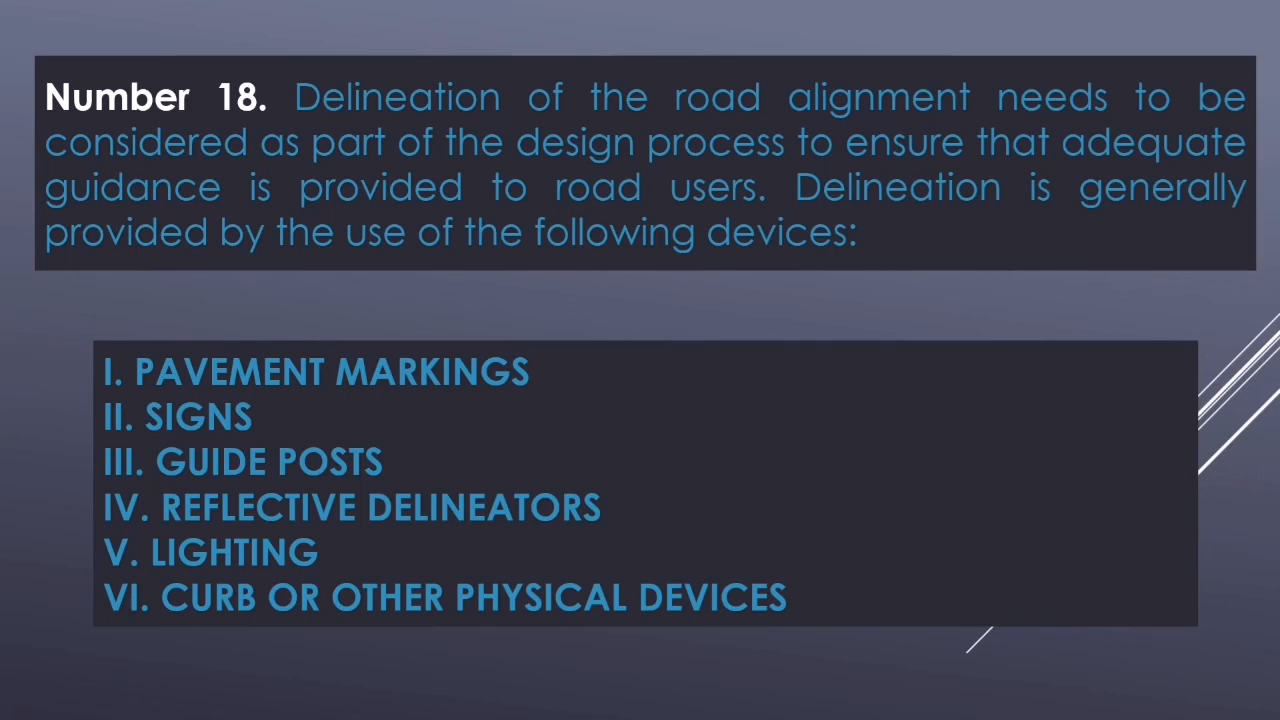 Number 18. Delineation of the road alignment needs to be
considered as part of the design process to ensure that adequate
guidance is provided to road users. Delineation is generally
provided by the use of the following devices:
I. PAVEMENT MARKINGS
II. SIGNS
III. GUIDE POSTS
IV. REFLECTIVE DELINEATORS
V. LIGHTING
VI. CURB OR OTHER PHYSICAL DEVICES